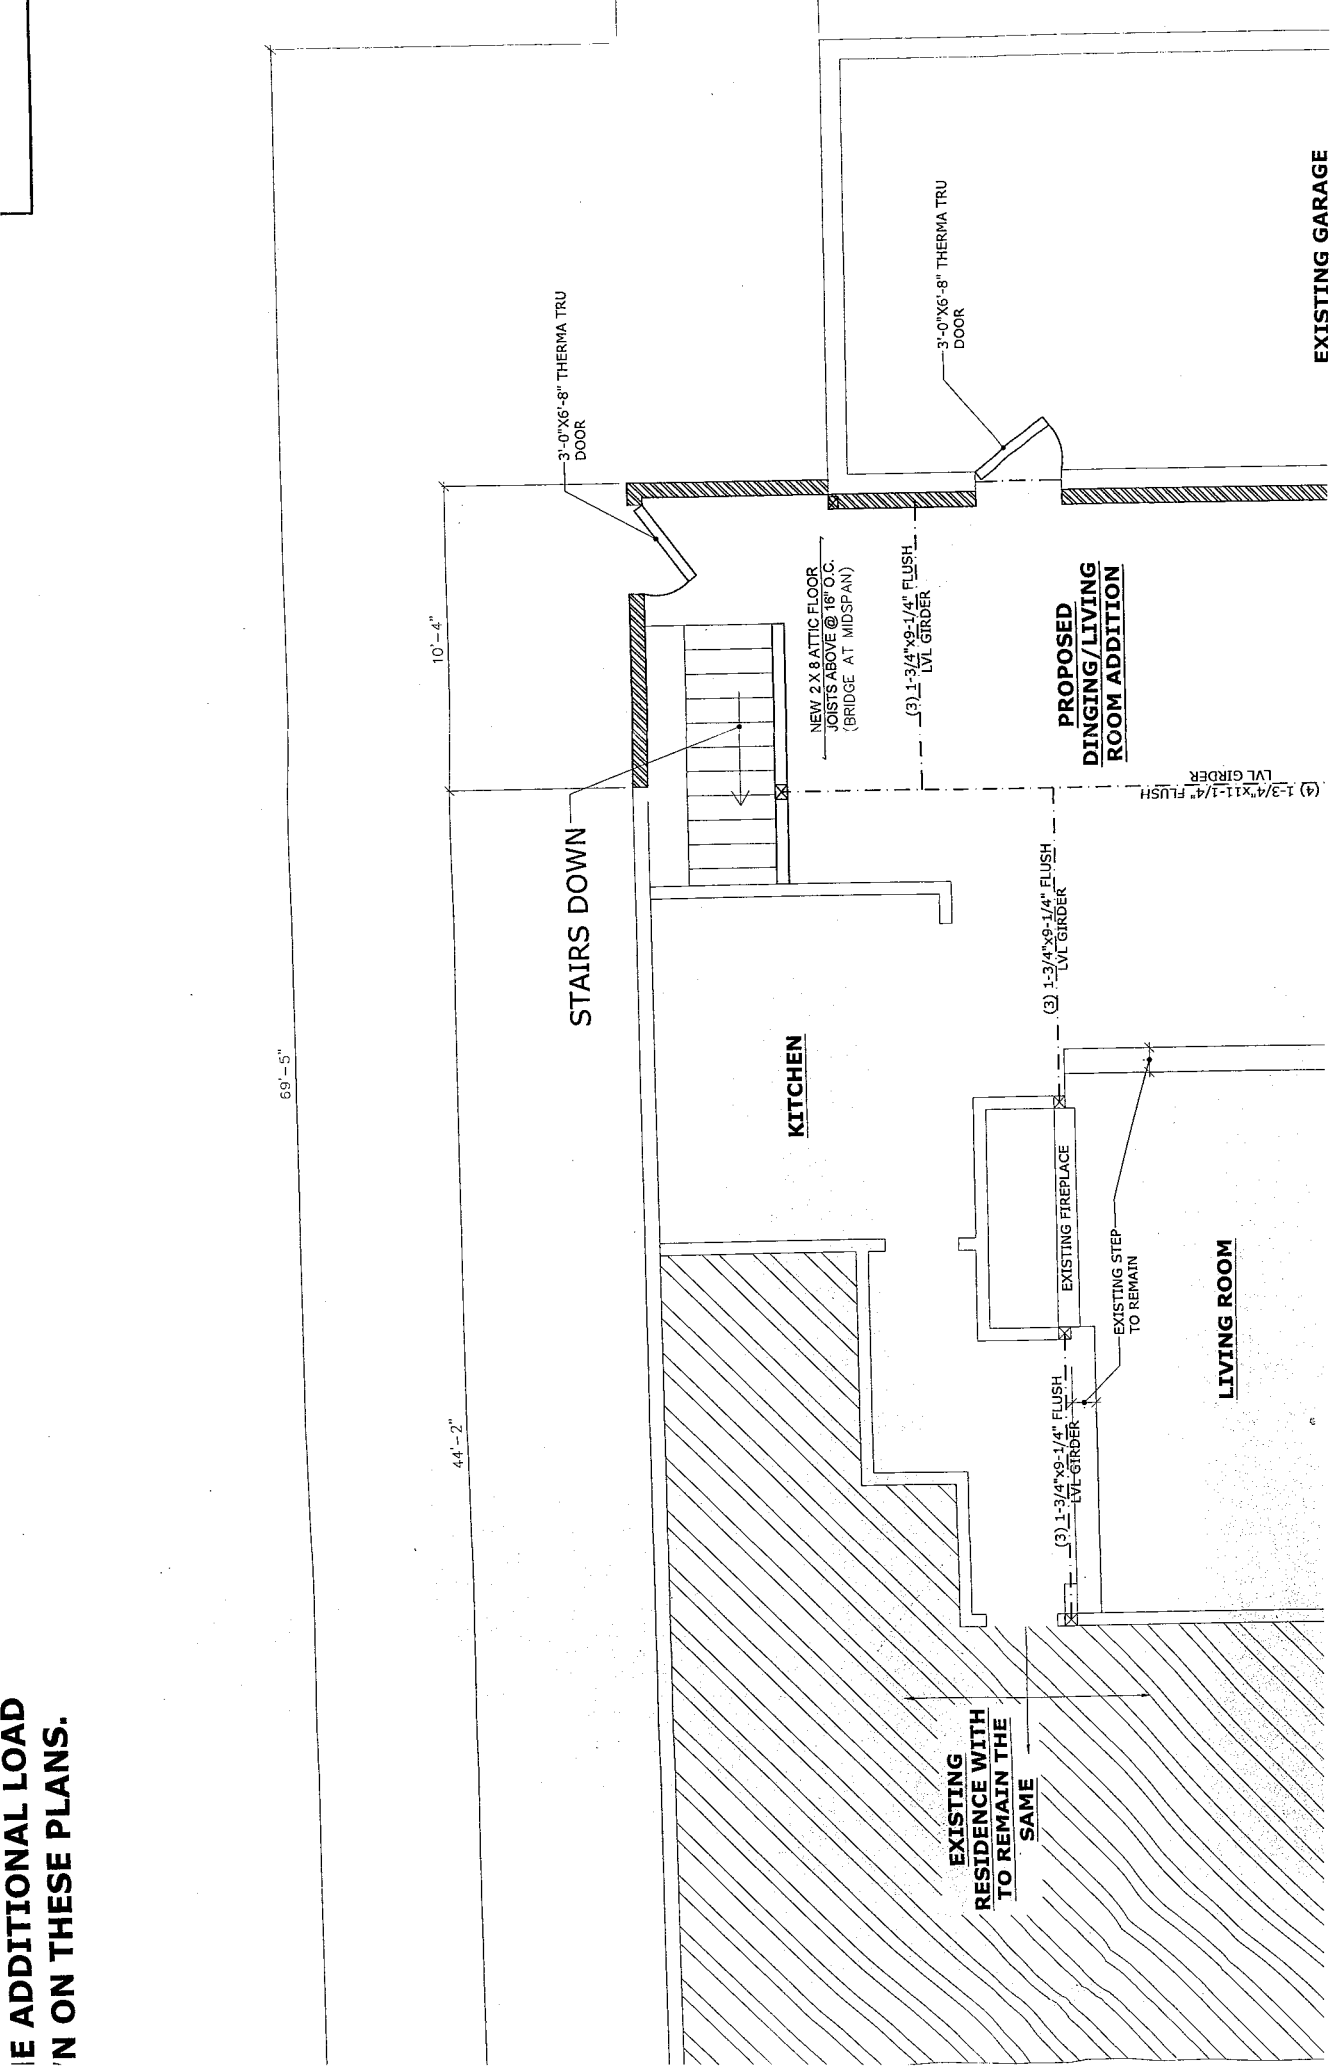 IE ADDITIONAL LOAD
'N ON THESE PLANS.
69'-5"
44'-2"
10'-4"
3'-0"X6'-8" THERMA TRU
DOOR
STAIRS DOWN
3'-0"X6'-8" THERMA TRU
DOOR
NEW 2 X 8 ATTIC FLOOR
JOISTS ABOVE @ 16" O.C.
(BRIDGE AT MIDSPAN)
(3) 1-3/4"x9-1/4" FLUSH
LVL GIRDER
KITCHEN
PROPOSED
DINGING/LIVING
ROOM ADDITION
(4) 1-3/4"x11-1/4" FLUSH
LVL GIRDER
(3) 1-3/4"x9-1/4" FLUSH
LVL GIRDER
EXISTING FIREPLACE
EXISTING STEP
TO REMAIN
(3) 1-3/4"x9-1/4" FLUSH
LVL GIRDER
LIVING ROOM
EXISTING
RESIDENCE WITH
TO REMAIN THE
SAME
EXISTING GARAGE